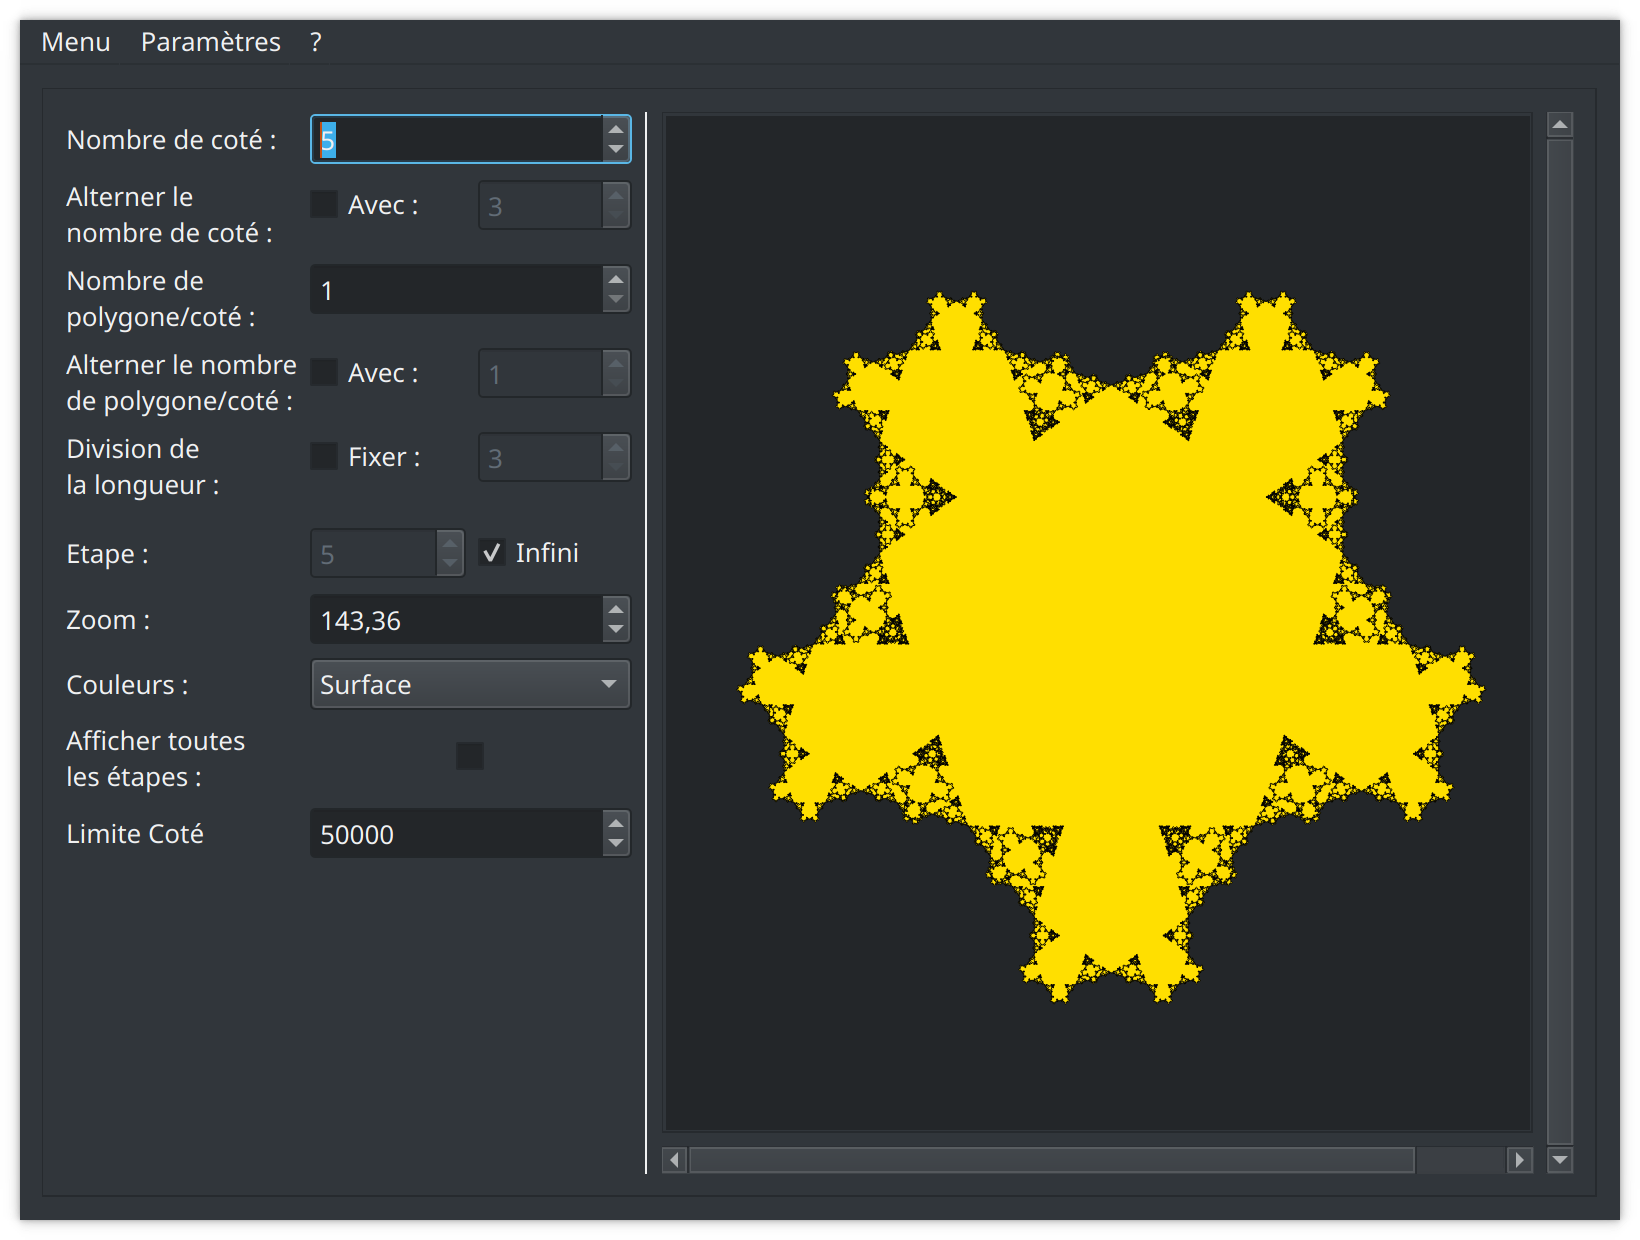 Menu Paramètres ?
Nombre de coté : 5
Alterner le
nombre de coté : Avec : 3
Nombre de
polygone/coté : 1
Alterner le nombre
de polygone/coté : Avec : 1
Division de
la longueur : Fixer : 3
Etape : 5 Infini
Zoom : 143,36
Couleurs : Surface
Afficher toutes
les étapes :
Limite Coté 50000